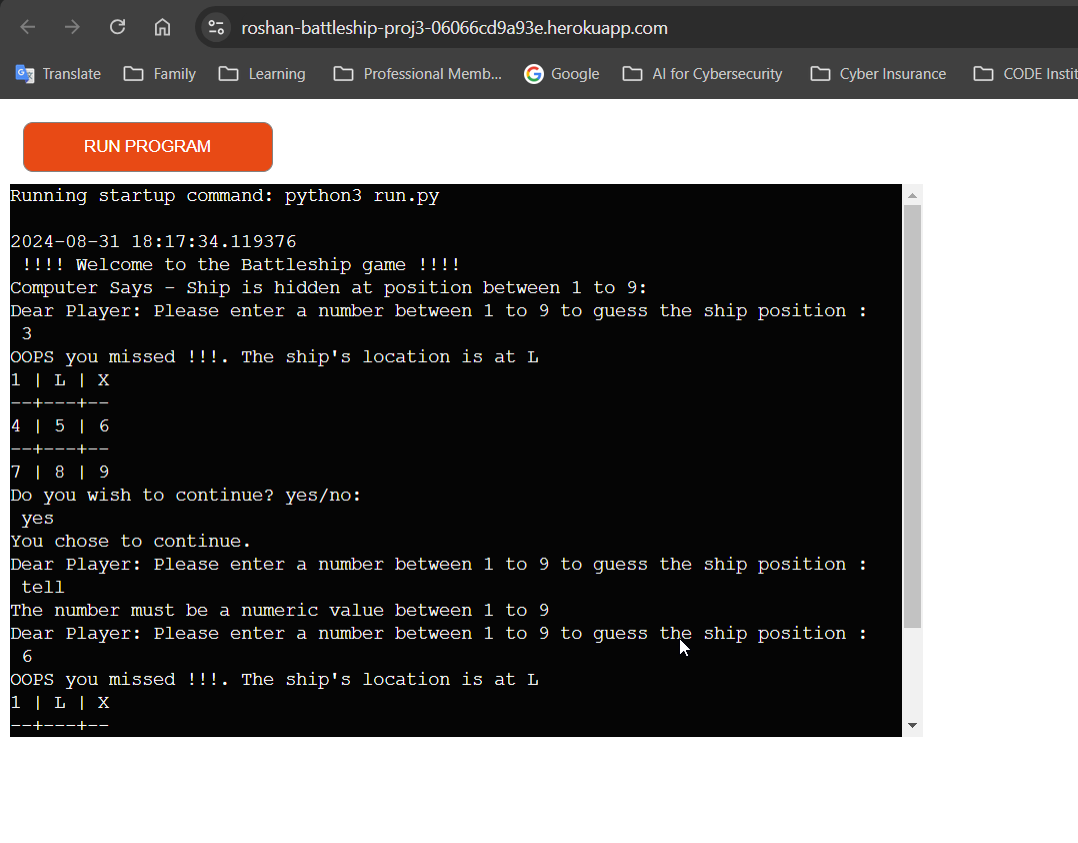 roshan-battleship-proj3-06066cd9a93e.herokuapp.com
Translate Family Learning Professional Memb... Google AI for Cybersecurity Cyber Insurance CODE Instit
RUN PROGRAM
Running startup command: python3 run.py
2024-08-31 18:17:34.119376
!!!! Welcome to the Battleship game !!!!
Computer Says - Ship is hidden at position between 1 to 9:
Dear Player: Please enter a number between 1 to 9 to guess the ship position :
3
OOPS you missed !!!. The ship's location is at L
1 | L | X
--+---+--
4 | 5 | 6
--+---+--
7 | 8 | 9
Do you wish to continue? yes/no:
yes
You chose to continue.
Dear Player: Please enter a number between 1 to 9 to guess the ship position :
tell
The number must be a numeric value between 1 to 9
Dear Player: Please enter a number between 1 to 9 to guess the ship position :
6
OOPS you missed !!!. The ship's location is at L
1 | L | X
--+---+--